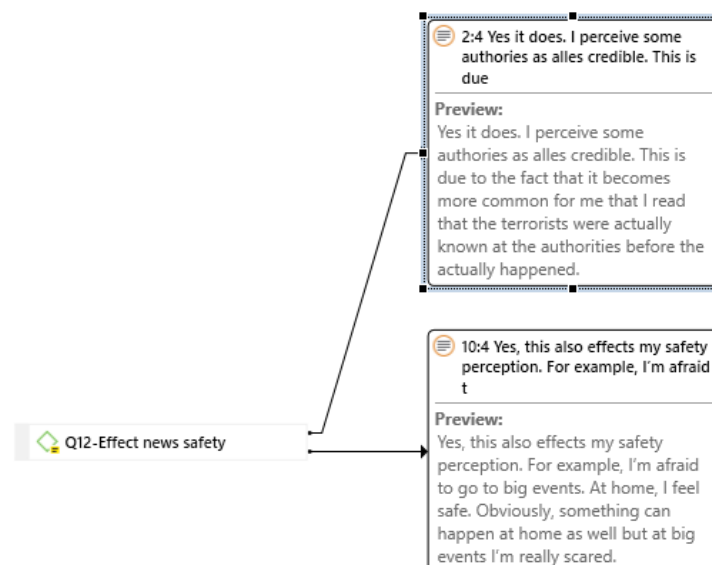 2:4 Yes it does. I perceive some
authories as alles credible. This is
due
Preview:
Yes it does. I perceive some
authories as alles credible. This is
due to the fact that it becomes
more common for me that I read
that the terrorists were actually
known at the authorities before the
actually happened.
10:4 Yes, this also effects my safety
perception. For example, I'm afraid
t
Preview:
Yes, this also effects my safety
perception. For example, I'm afraid
to go to big events. At home, I feel
safe. Obviously, something can
happen at home as well but at big
events I'm really scared.
Q12-Effect news safety